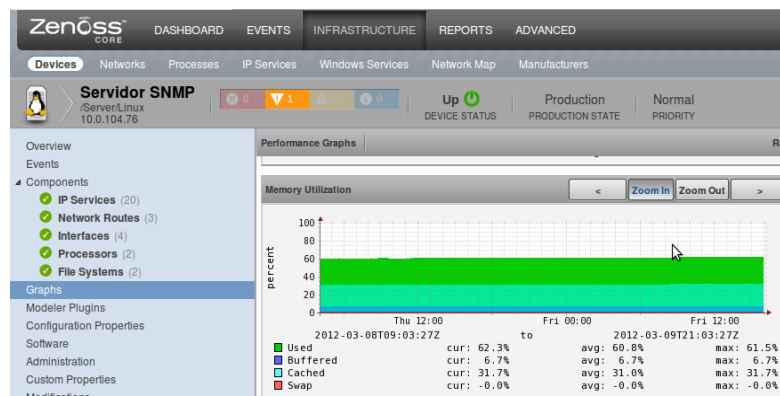 Zenōss
CORE
DASHBOARD EVENTS INFRASTRUCTURE REPORTS ADVANCED
Devices Networks Processes IP Services Windows Services Network Map Manufacturers
Servidor SNMP
/Server/Linux
10.0.104.76
0 1 0 0
Up
DEVICE STATUS
Production
PRODUCTION STATE
Normal
PRIORITY
Overview
Events
Components
IP Services (20)
Network Routes (3)
Interfaces (4)
Processors (2)
File Systems (2)
Graphs
Modeler Plugins
Configuration Properties
Software
Administration
Custom Properties
Performance Graphs R
Memory Utilization < Zoom In Zoom Out >
percent
100
80
60
40
20
0
Thu 12:00 Fri 00:00 Fri 12:00
2012-03-08T09:03:27Z to 2012-03-09T21:03:27Z
Used cur: 62.3% avg: 60.8% max: 61.5%
Buffered cur: 6.7% avg: 6.7% max: 6.7%
Cached cur: 31.7% avg: 31.0% max: 31.7%
Swap cur: -0.0% avg: -0.0% max: -0.0%